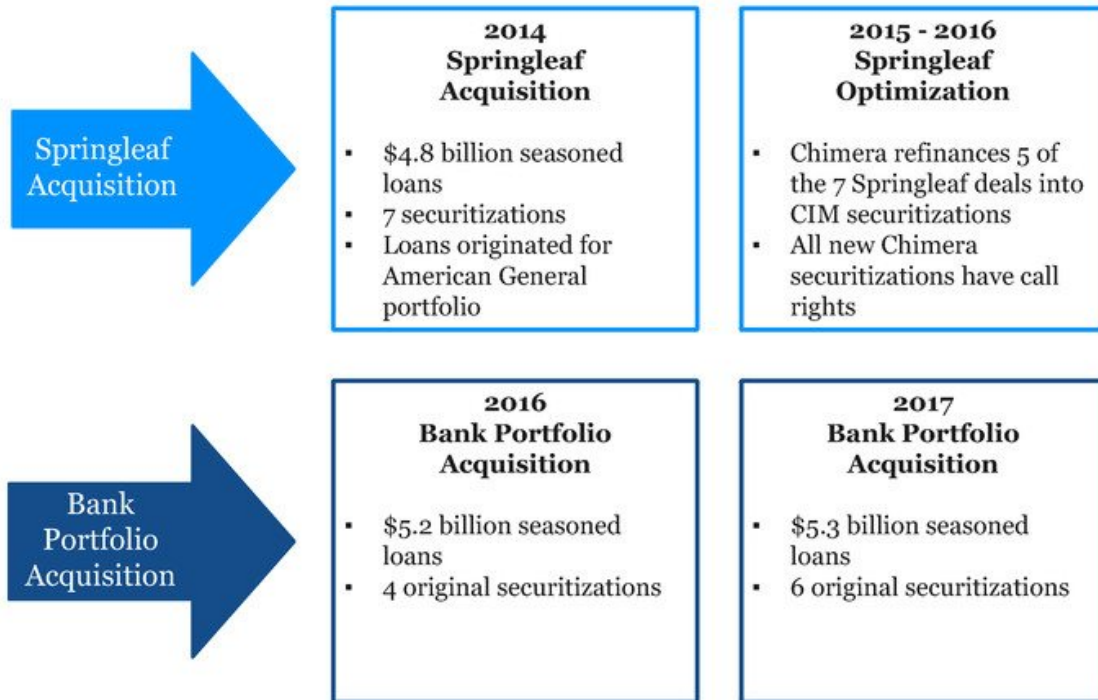 Springleaf
Acquisition
2014
Springleaf
Acquisition
▪ $4.8 billion seasoned
loans
▪ 7 securitizations
▪ Loans originated for
American General
portfolio
2015 - 2016
Springleaf
Optimization
▪ Chimera refinances 5 of
the 7 Springleaf deals into
CIM securitizations
▪ All new Chimera
securitizations have call
rights
Bank
Portfolio
Acquisition
2016
Bank Portfolio
Acquisition
▪ $5.2 billion seasoned
loans
▪ 4 original securitizations
2017
Bank Portfolio
Acquisition
▪ $5.3 billion seasoned
loans
▪ 6 original securitizations